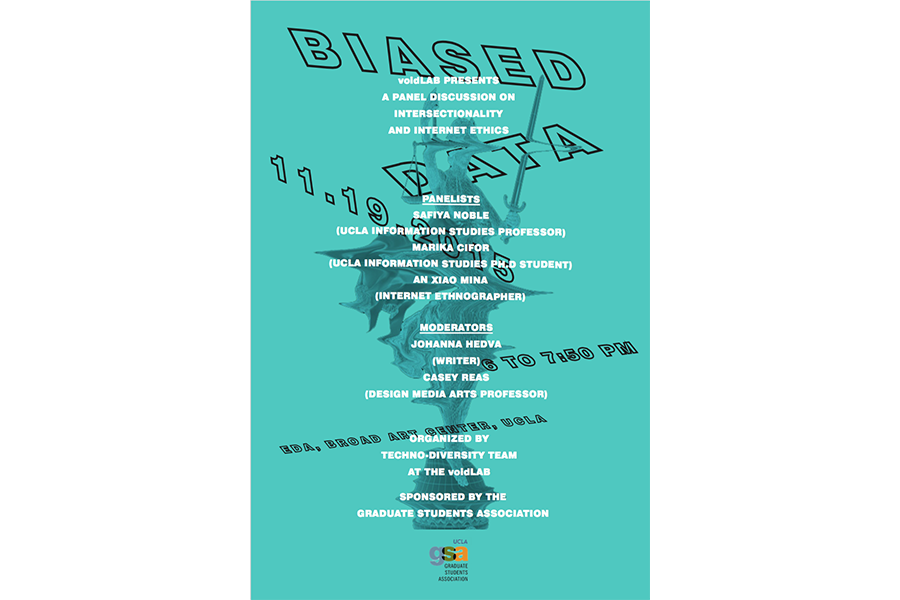 BIASED
voidLAB PRESENTS
A PANEL DISCUSSION ON
INTERSECTIONALITY
AND INTERNET ETHICS
DATA
11.19.2015
PANELISTS
SAFIYA NOBLE
(UCLA INFORMATION STUDIES PROFESSOR)
MARIKA CIFOR
(UCLA INFORMATION STUDIES PH.D STUDENT)
AN XIAO MINA
(INTERNET ETHNOGRAPHER)
MODERATORS
JOHANNA HEDVA
(WRITER)
6 TO 7:50 PM
CASEY REAS
(DESIGN MEDIA ARTS PROFESSOR)
EDA, BROAD ART CENTER, UCLA
ORGANIZED BY
TECHNO-DIVERSITY TEAM
AT THE voidLAB
SPONSORED BY THE
GRADUATE STUDENTS ASSOCIATION
UCLA
gsa
GRADUATE
STUDENTS
ASSOCIATION